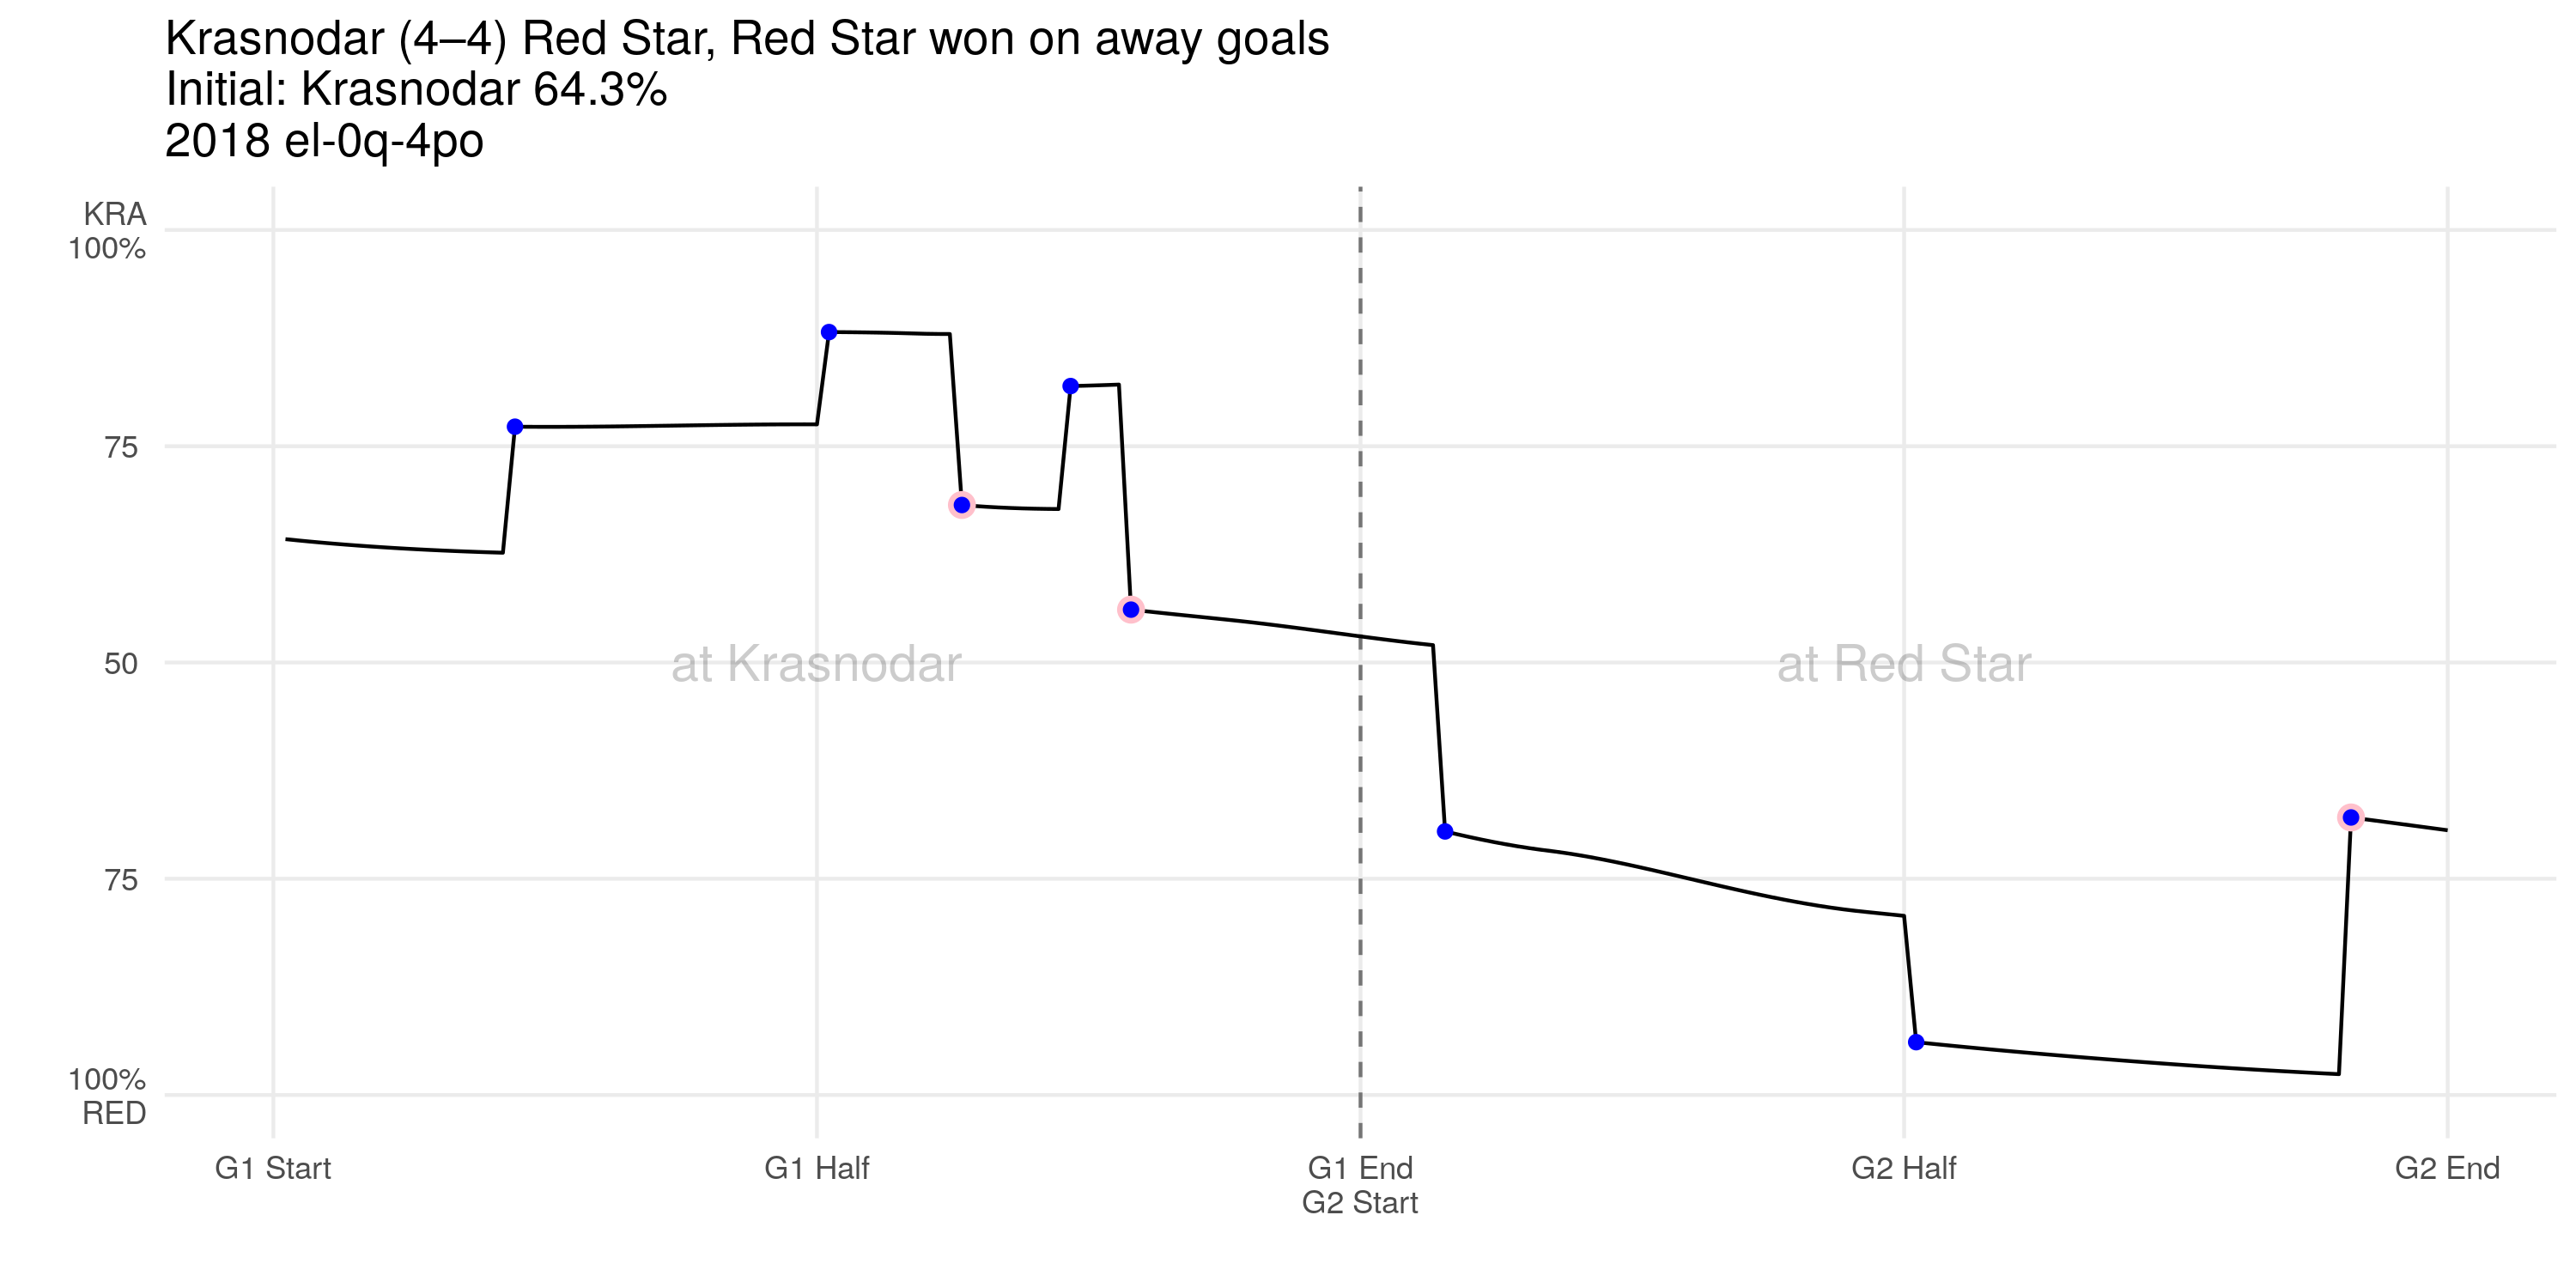 Krasnodar (4–4) Red Star, Red Star won on away goals
Initial: Krasnodar 64.3%
2018 el-0q-4po
KRA
100%
75
50
75
100%
RED
at Krasnodar
at Red Star
G1 Start
G1 Half
G1 End
G2 Start
G2 Half
G2 End